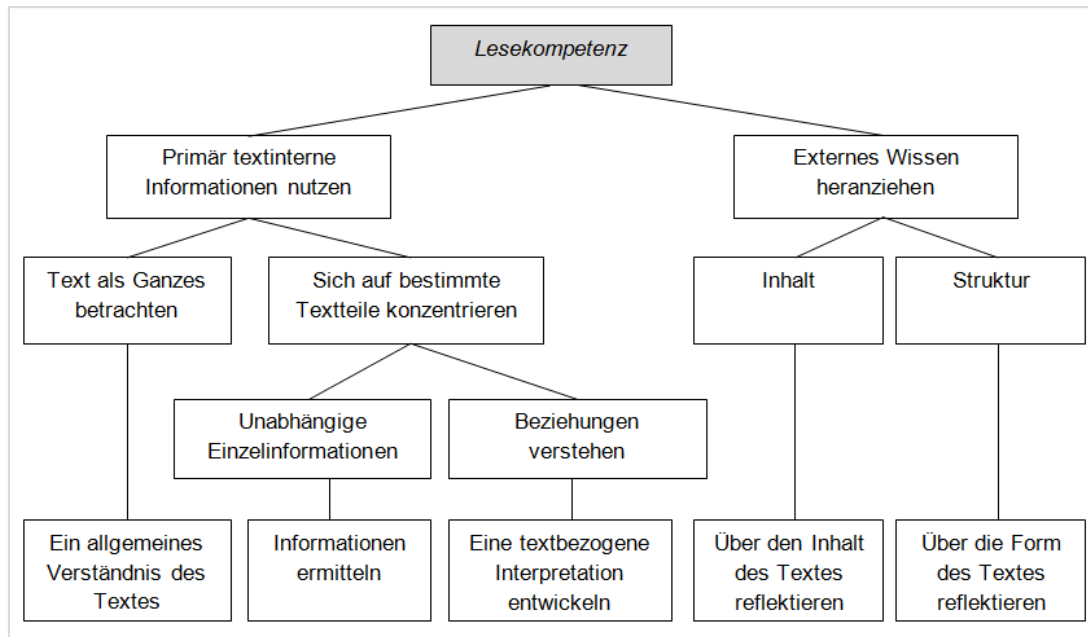 Lesekompetenz
Primär textinterne
Informationen nutzen
Externes Wissen
heranziehen
Text als Ganzes
betrachten
Sich auf bestimmte
Textteile konzentrieren
Inhalt
Struktur
Unabhängige
Einzelinformationen
Beziehungen
verstehen
Ein allgemeines
Verständnis des
Textes
Informationen
ermitteln
Eine textbezogene
Interpretation
entwickeln
Über den Inhalt
des Textes
reflektieren
Über die Form
des Textes
reflektieren